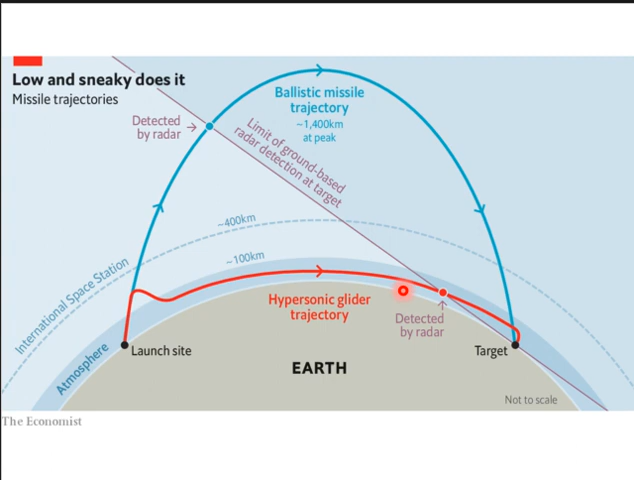 Low and sneaky does it
Missile trajectories
Ballistic missile
trajectory
~1,400km
at peak
Detected
by radar
Limit of ground-based
radar detection at target
~400km
International Space Station
~100km
Hypersonic glider
trajectory
Detected
by radar
Launch site
Target
Atmosphere
EARTH
Not to scale
The Economist